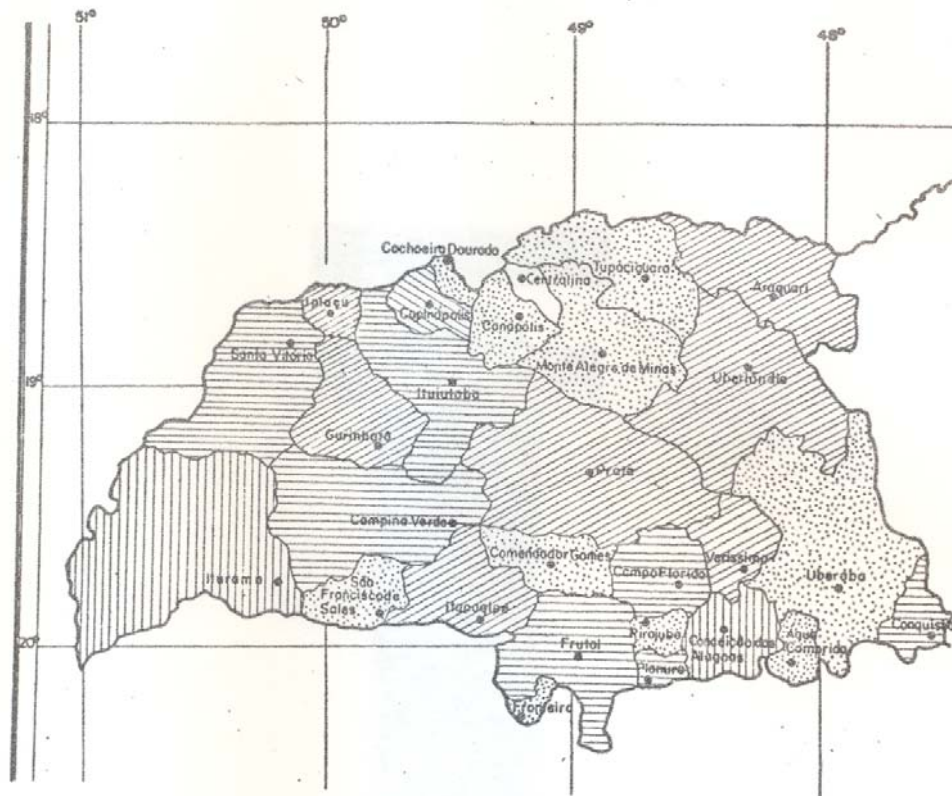 51°
50°
49°
48°
18°
Cachoeira Dourada
Centralina
Tupaciguara
Araguari
Ipiaçu
Capinópolis
Canápolis
Santa Vitória
Monte Alegre de Minas
Uberlândia
19°
Ituiutaba
Gurinhatã
Prata
Campina Verde
Comendador Gomes
Campo Florido
Veríssimo
Uberaba
Iturama
São
Francisco de
Sales
Itapagipe
Pirajuba
Conceição das
Alagoas
Água
Comprida
Conquista
20°
Frutal
Planura
Fronteira